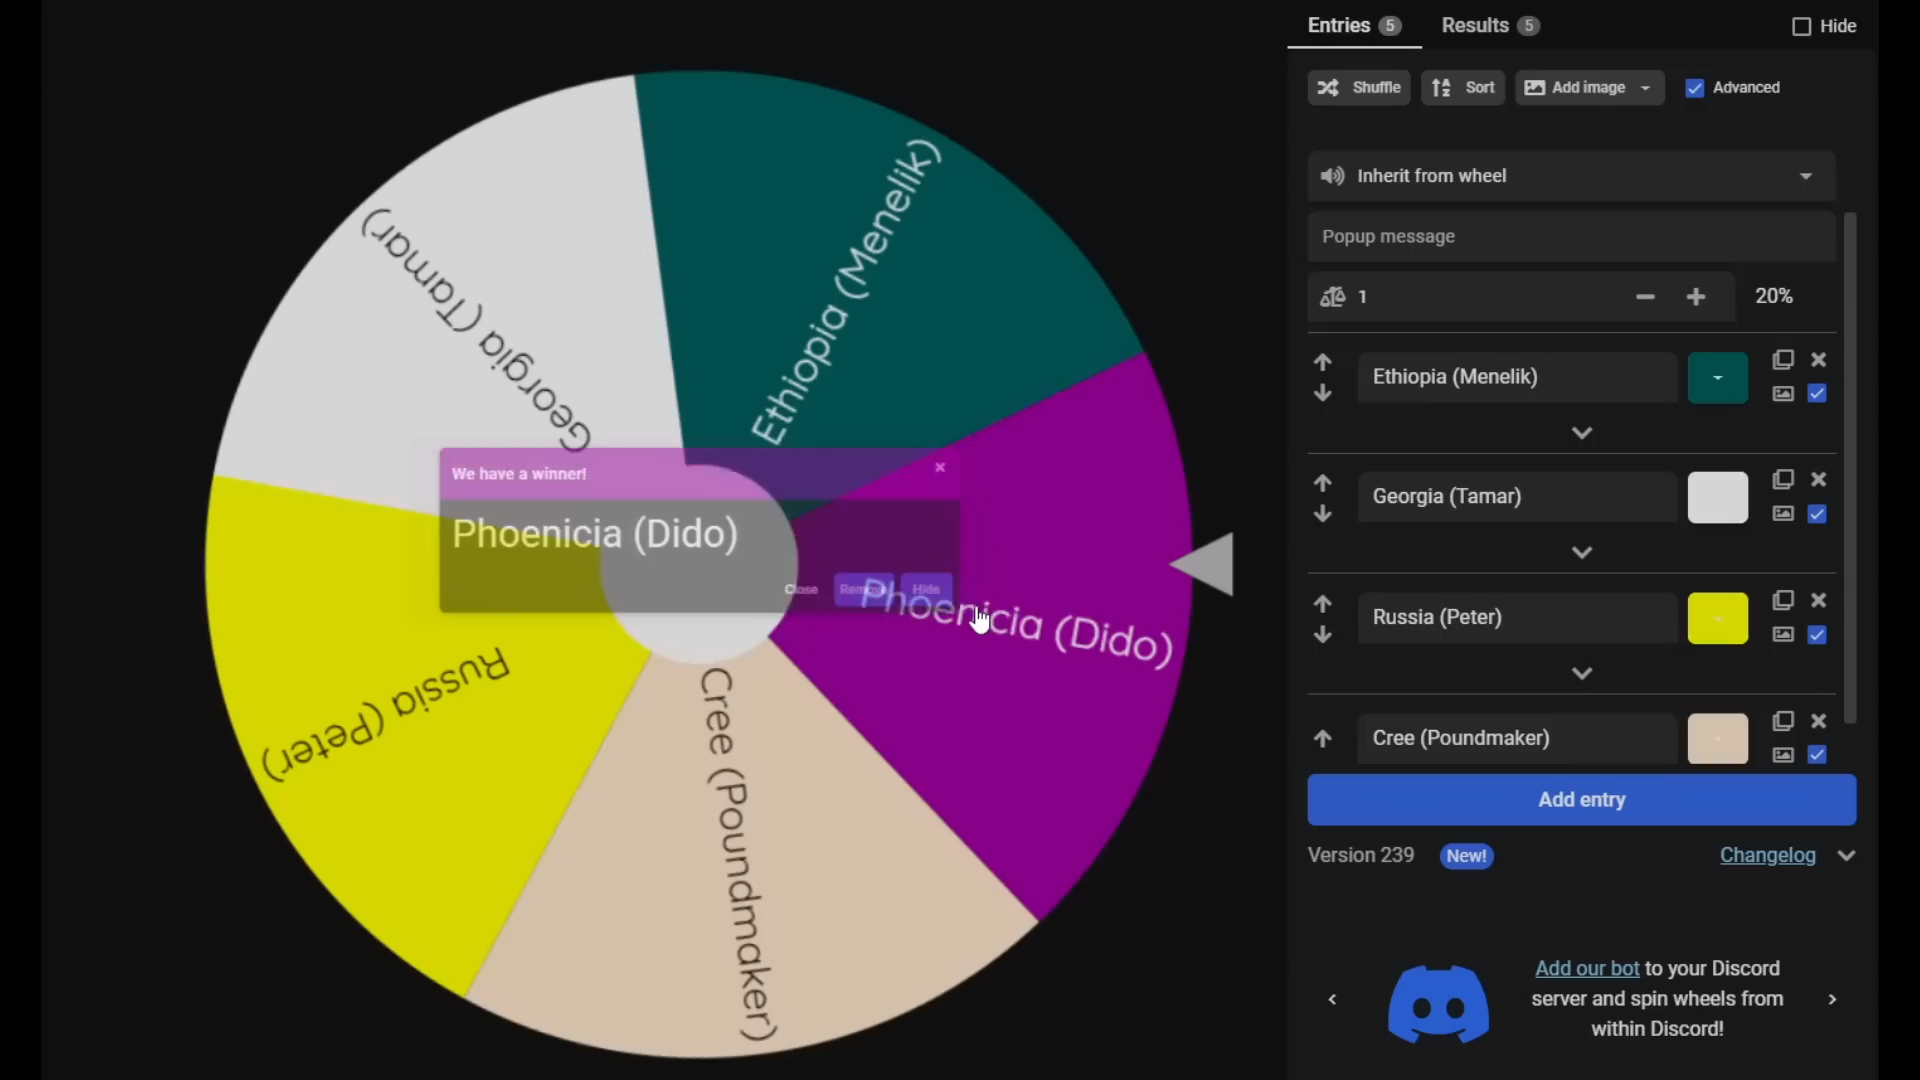 Entries 5
Results 5
Hide
Shuffle
Sort
Add image
Advanced
Inherit from wheel
Popup message
1
20%
Ethiopia (Menelik)
Georgia (Tamar)
Russia (Peter)
Cree (Poundmaker)
Add entry
Version 239
New!
Changelog
Add our bot to your Discord
server and spin wheels from
within Discord!
Ethiopia (Menelik)
Georgia (Tamar)
We have a winner!
Phoenicia (Dido)
Close
Remove
Hide
Phoenicia (Dido)
Russia (Peter)
Cree (Poundmaker)